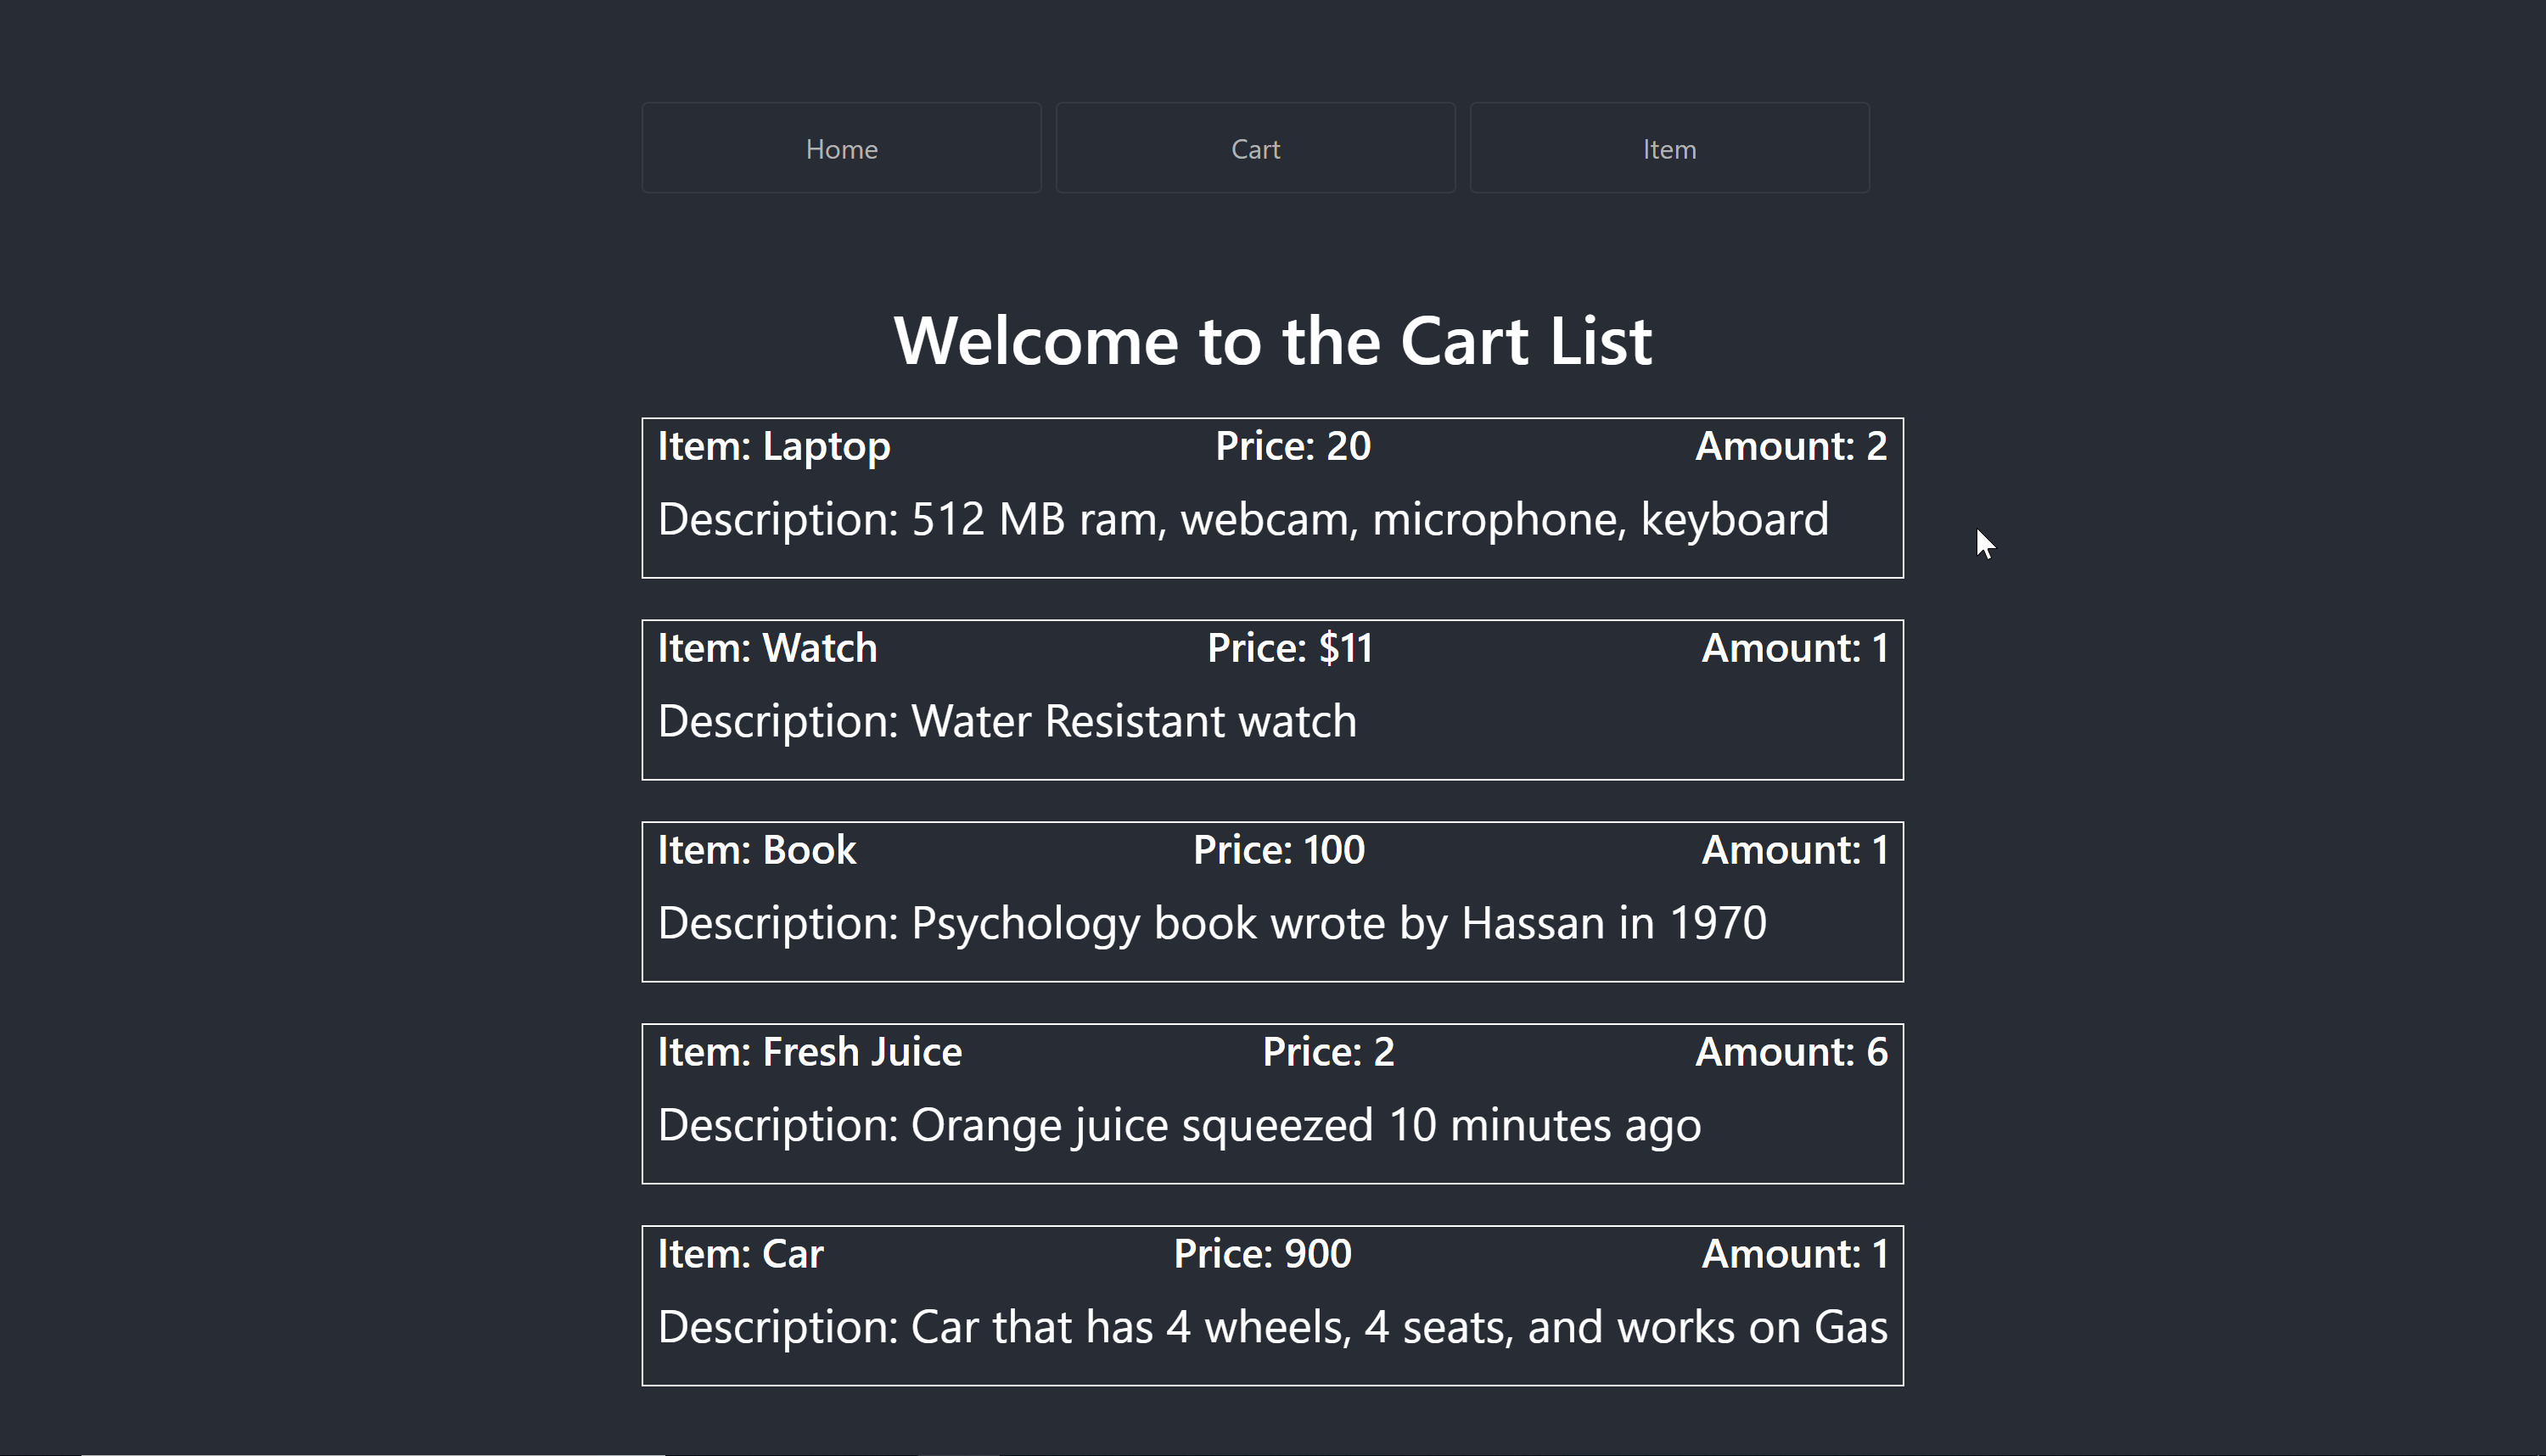 Home Cart Item
Welcome to the Cart List
Item: Laptop Price: 20 Amount: 2
Description: 512 MB ram, webcam, microphone, keyboard
Item: Watch Price: $11 Amount: 1
Description: Water Resistant watch
Item: Book Price: 100 Amount: 1
Description: Psychology book wrote by Hassan in 1970
Item: Fresh Juice Price: 2 Amount: 6
Description: Orange juice squeezed 10 minutes ago
Item: Car Price: 900 Amount: 1
Description: Car that has 4 wheels, 4 seats, and works on Gas